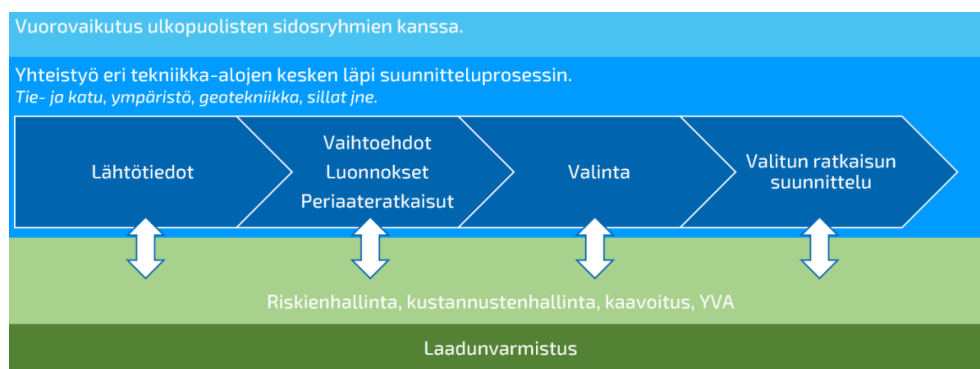 Vuorovaikutus ulkopuolisten sidosryhmien kanssa.
Yhteistyö eri tekniikka-alojen kesken läpi suunnitteluprosessin.
Tie- ja katu, ympäristö, geotekniikka, sillat jne.
Lähtötiedot
Vaihtoehdot
Luonnokset
Periaateratkaisut
Valinta
Valitun ratkaisun
suunnittelu
Riskienhallinta, kustannustenhallinta, kaavoitus, YVA
Laadunvarmistus